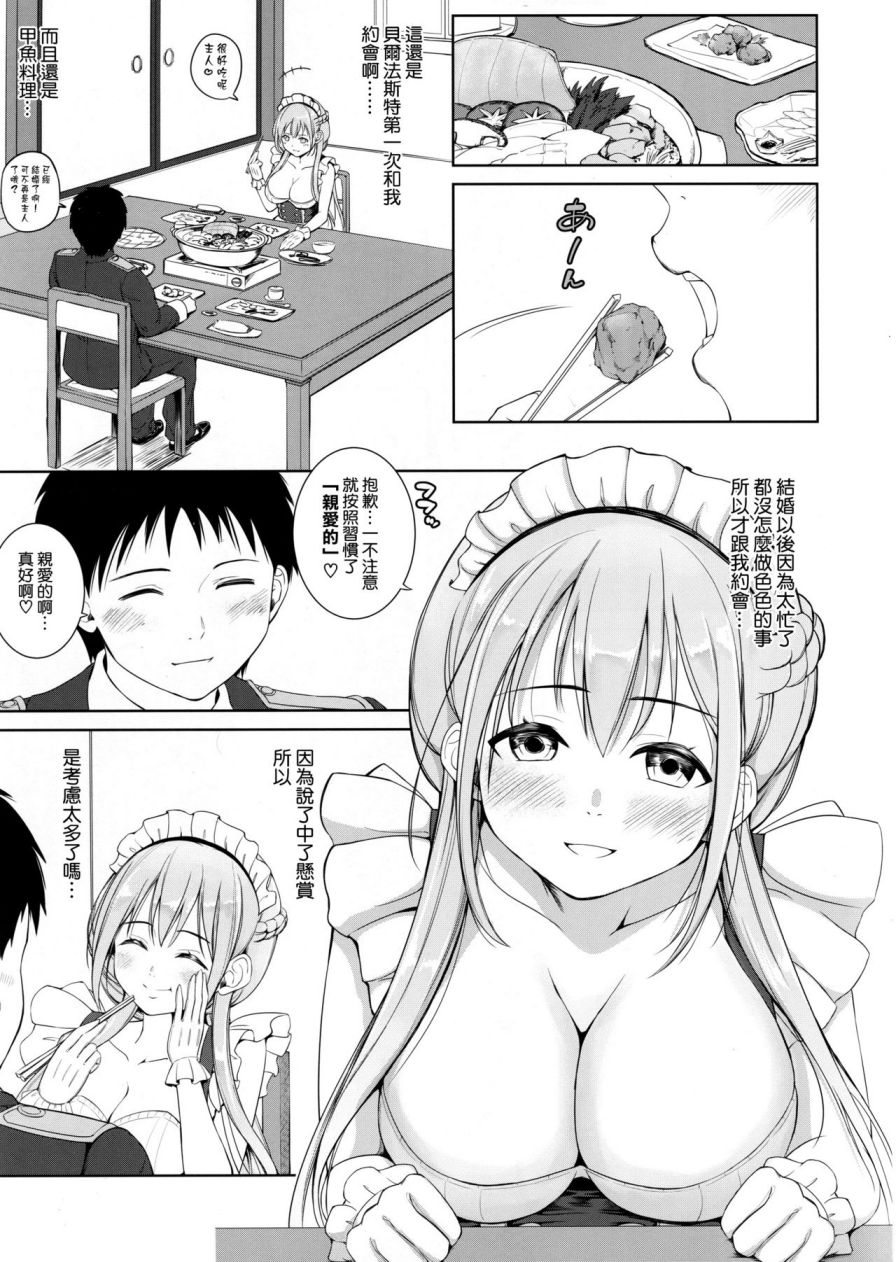 あーん
這還是
貝爾法斯特第一次和我
約會啊……
很好吃呢
主人♡
而且還是
甲魚料理…
已經
結婚了啊！
可不再是主人
了哦？
結婚以後因為太忙了
都沒怎麼做色色的事
所以才跟我約會…
フフッ
抱歉…一不注意
就按照習慣了
「親愛的」♡
親愛的啊…
真好啊♡
因為說了中了懸賞
所以
是考慮太多了嗎…